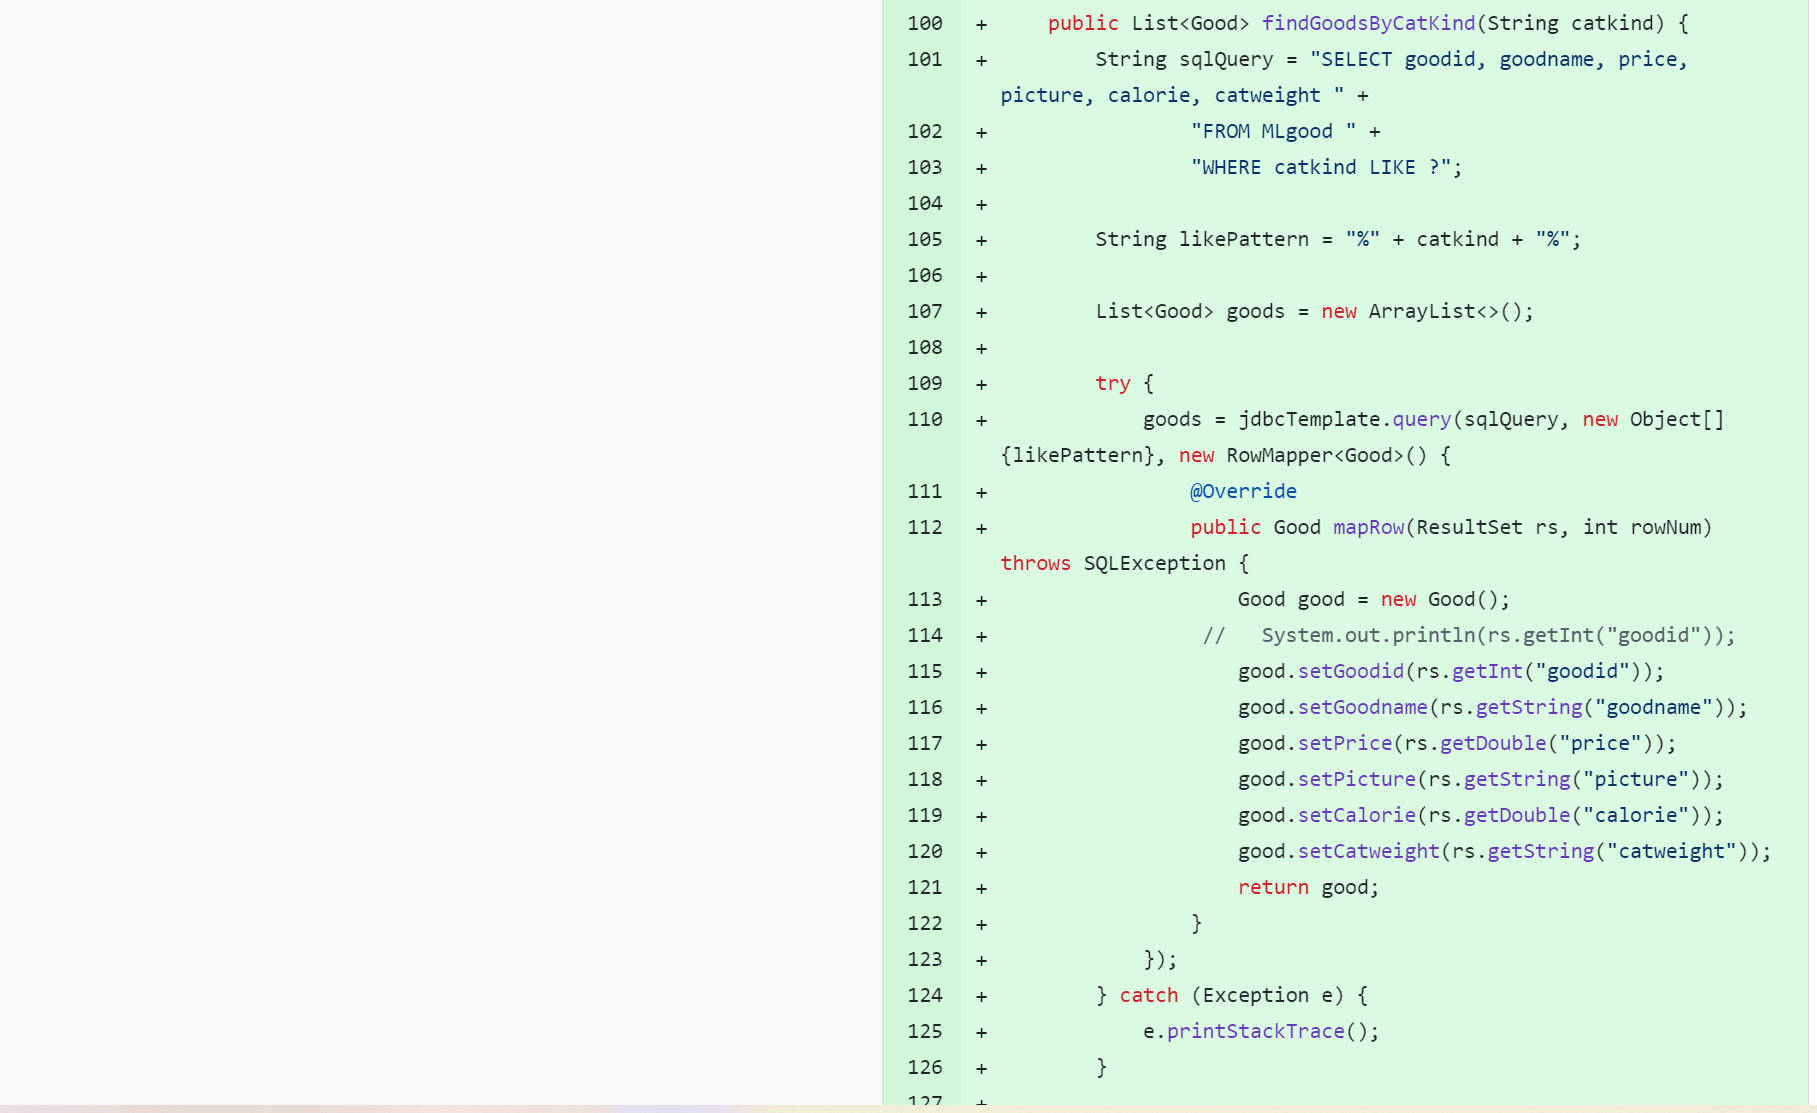 100 + public List<Good> findGoodsByCatKind(String catkind) {
101 + String sqlQuery = "SELECT goodid, goodname, price,
picture, calorie, catweight " +
102 + "FROM MLgood " +
103 + "WHERE catkind LIKE ?";
104 +
105 + String likePattern = "%" + catkind + "%";
106 +
107 + List<Good> goods = new ArrayList<>();
108 +
109 + try {
110 + goods = jdbcTemplate.query(sqlQuery, new Object[]
{likePattern}, new RowMapper<Good>() {
111 + @Override
112 + public Good mapRow(ResultSet rs, int rowNum)
throws SQLException {
113 + Good good = new Good();
114 + // System.out.println(rs.getInt("goodid"));
115 + good.setGoodid(rs.getInt("goodid"));
116 + good.setGoodname(rs.getString("goodname"));
117 + good.setPrice(rs.getDouble("price"));
118 + good.setPicture(rs.getString("picture"));
119 + good.setCalorie(rs.getDouble("calorie"));
120 + good.setCatweight(rs.getString("catweight"));
121 + return good;
122 + }
123 + });
124 + } catch (Exception e) {
125 + e.printStackTrace();
126 + }
127 +